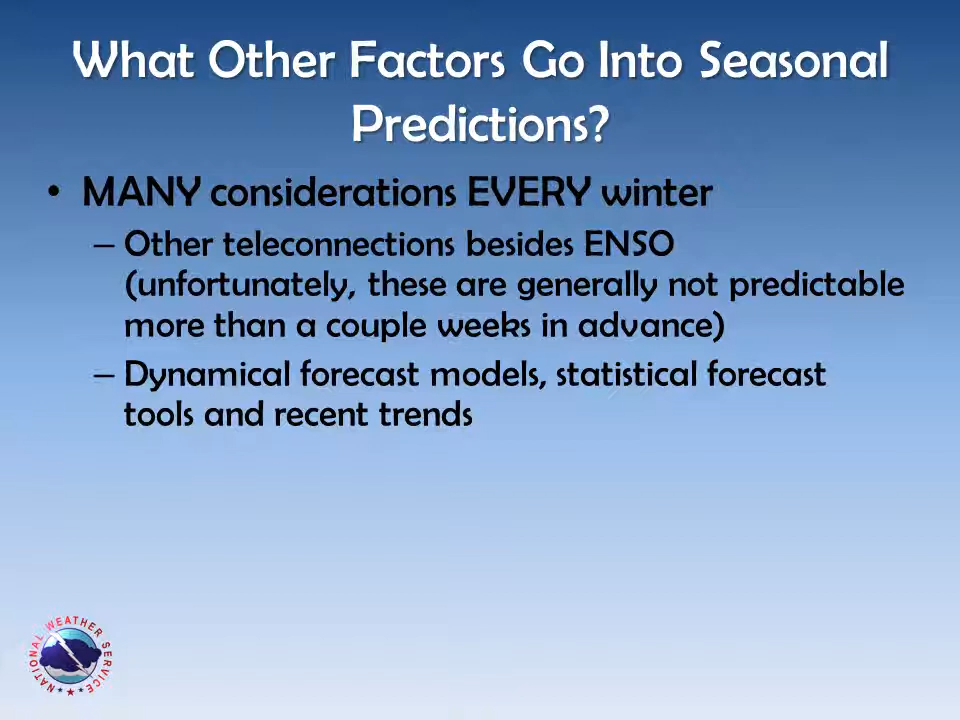 What Other Factors Go Into Seasonal
Predictions?
• MANY considerations EVERY winter
– Other teleconnections besides ENSO
(unfortunately, these are generally not predictable
more than a couple weeks in advance)
– Dynamical forecast models, statistical forecast
tools and recent trends
NATIONAL WEATHER SERVICE